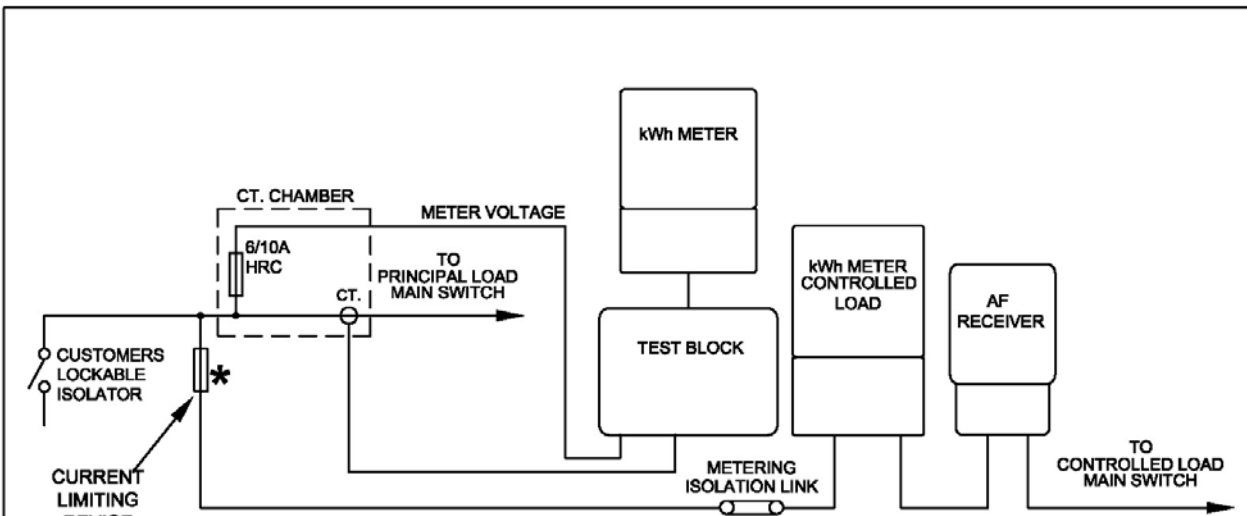 kWh METER
CT. CHAMBER
METER VOLTAGE
6/10A
HRC
TO
PRINCIPAL LOAD
MAIN SWITCH
CT.
kWh METER
CONTROLLED
LOAD
AF
RECEIVER
TEST BLOCK
CUSTOMERS
LOCKABLE
ISOLATOR
*
CURRENT
LIMITING
METERING
ISOLATION LINK
TO
CONTROLLED LOAD
MAIN SWITCH